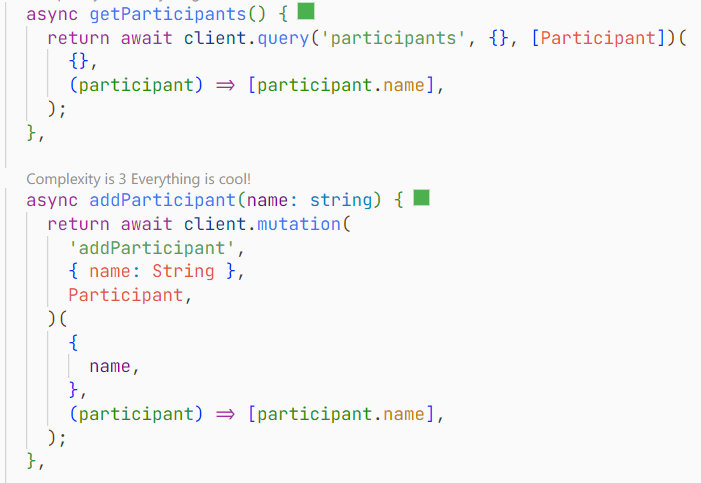 async getParticipants() {
return await client.query('participants', {}, [Participant])(
{},
(participant) => [participant.name],
);
},
Complexity is 3 Everything is cool!
async addParticipant(name: string) {
return await client.mutation(
'addParticipant',
{ name: String },
Participant,
)(
{
name,
},
(participant) => [participant.name],
);
},